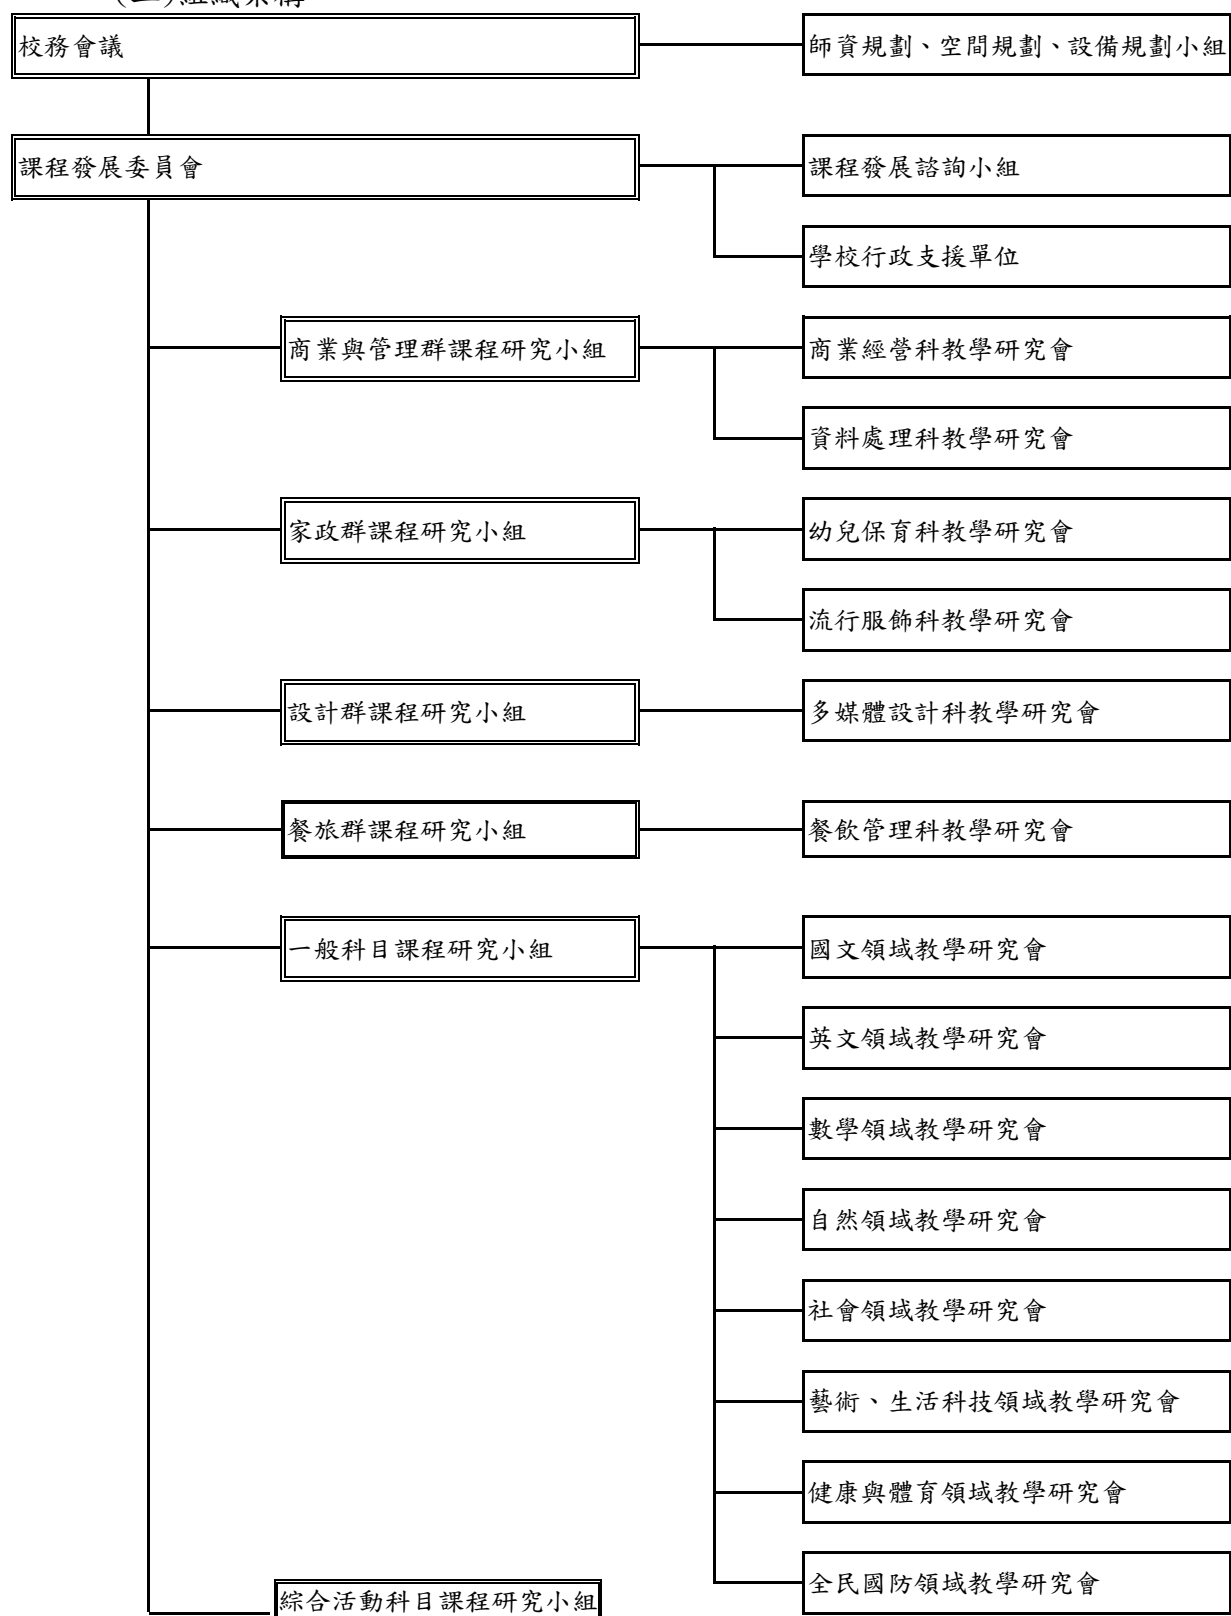 組織架構
校務會議
師資規劃、空間規劃、設備規劃小組
課程發展委員會
課程發展諮詢小組
學校行政支援單位
商業與管理群課程研究小組
商業經營科教學研究會
資料處理科教學研究會
家政群課程研究小組
幼兒保育科教學研究會
流行服飾科教學研究會
設計群課程研究小組
多媒體設計科教學研究會
餐旅群課程研究小組
餐飲管理科教學研究會
一般科目課程研究小組
國文領域教學研究會
英文領域教學研究會
數學領域教學研究會
自然領域教學研究會
社會領域教學研究會
藝術、生活科技領域教學研究會
健康與體育領域教學研究會
全民國防領域教學研究會
綜合活動科目課程研究小組